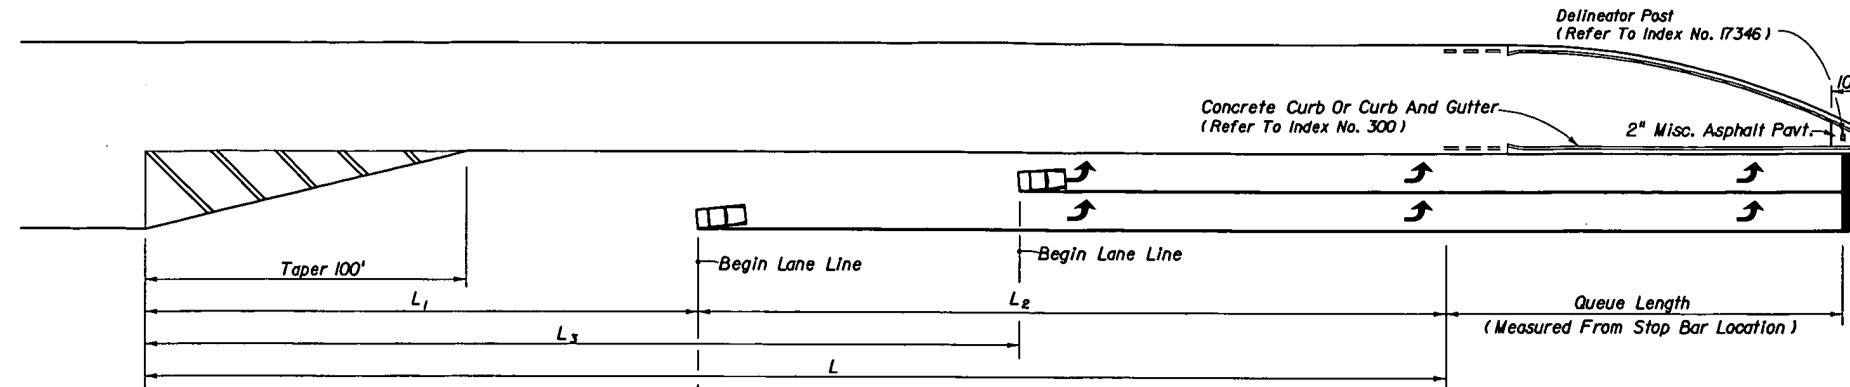 Delineator Post
(Refer To Index No. 17346)
10
Concrete Curb Or Curb And Gutter
(Refer To Index No. 300)
2" Misc. Asphalt Pavt.
Begin Lane Line
Begin Lane Line
Taper 100'
L1
L2
Queue Length
(Measured From Stop Bar Location)
L3
L